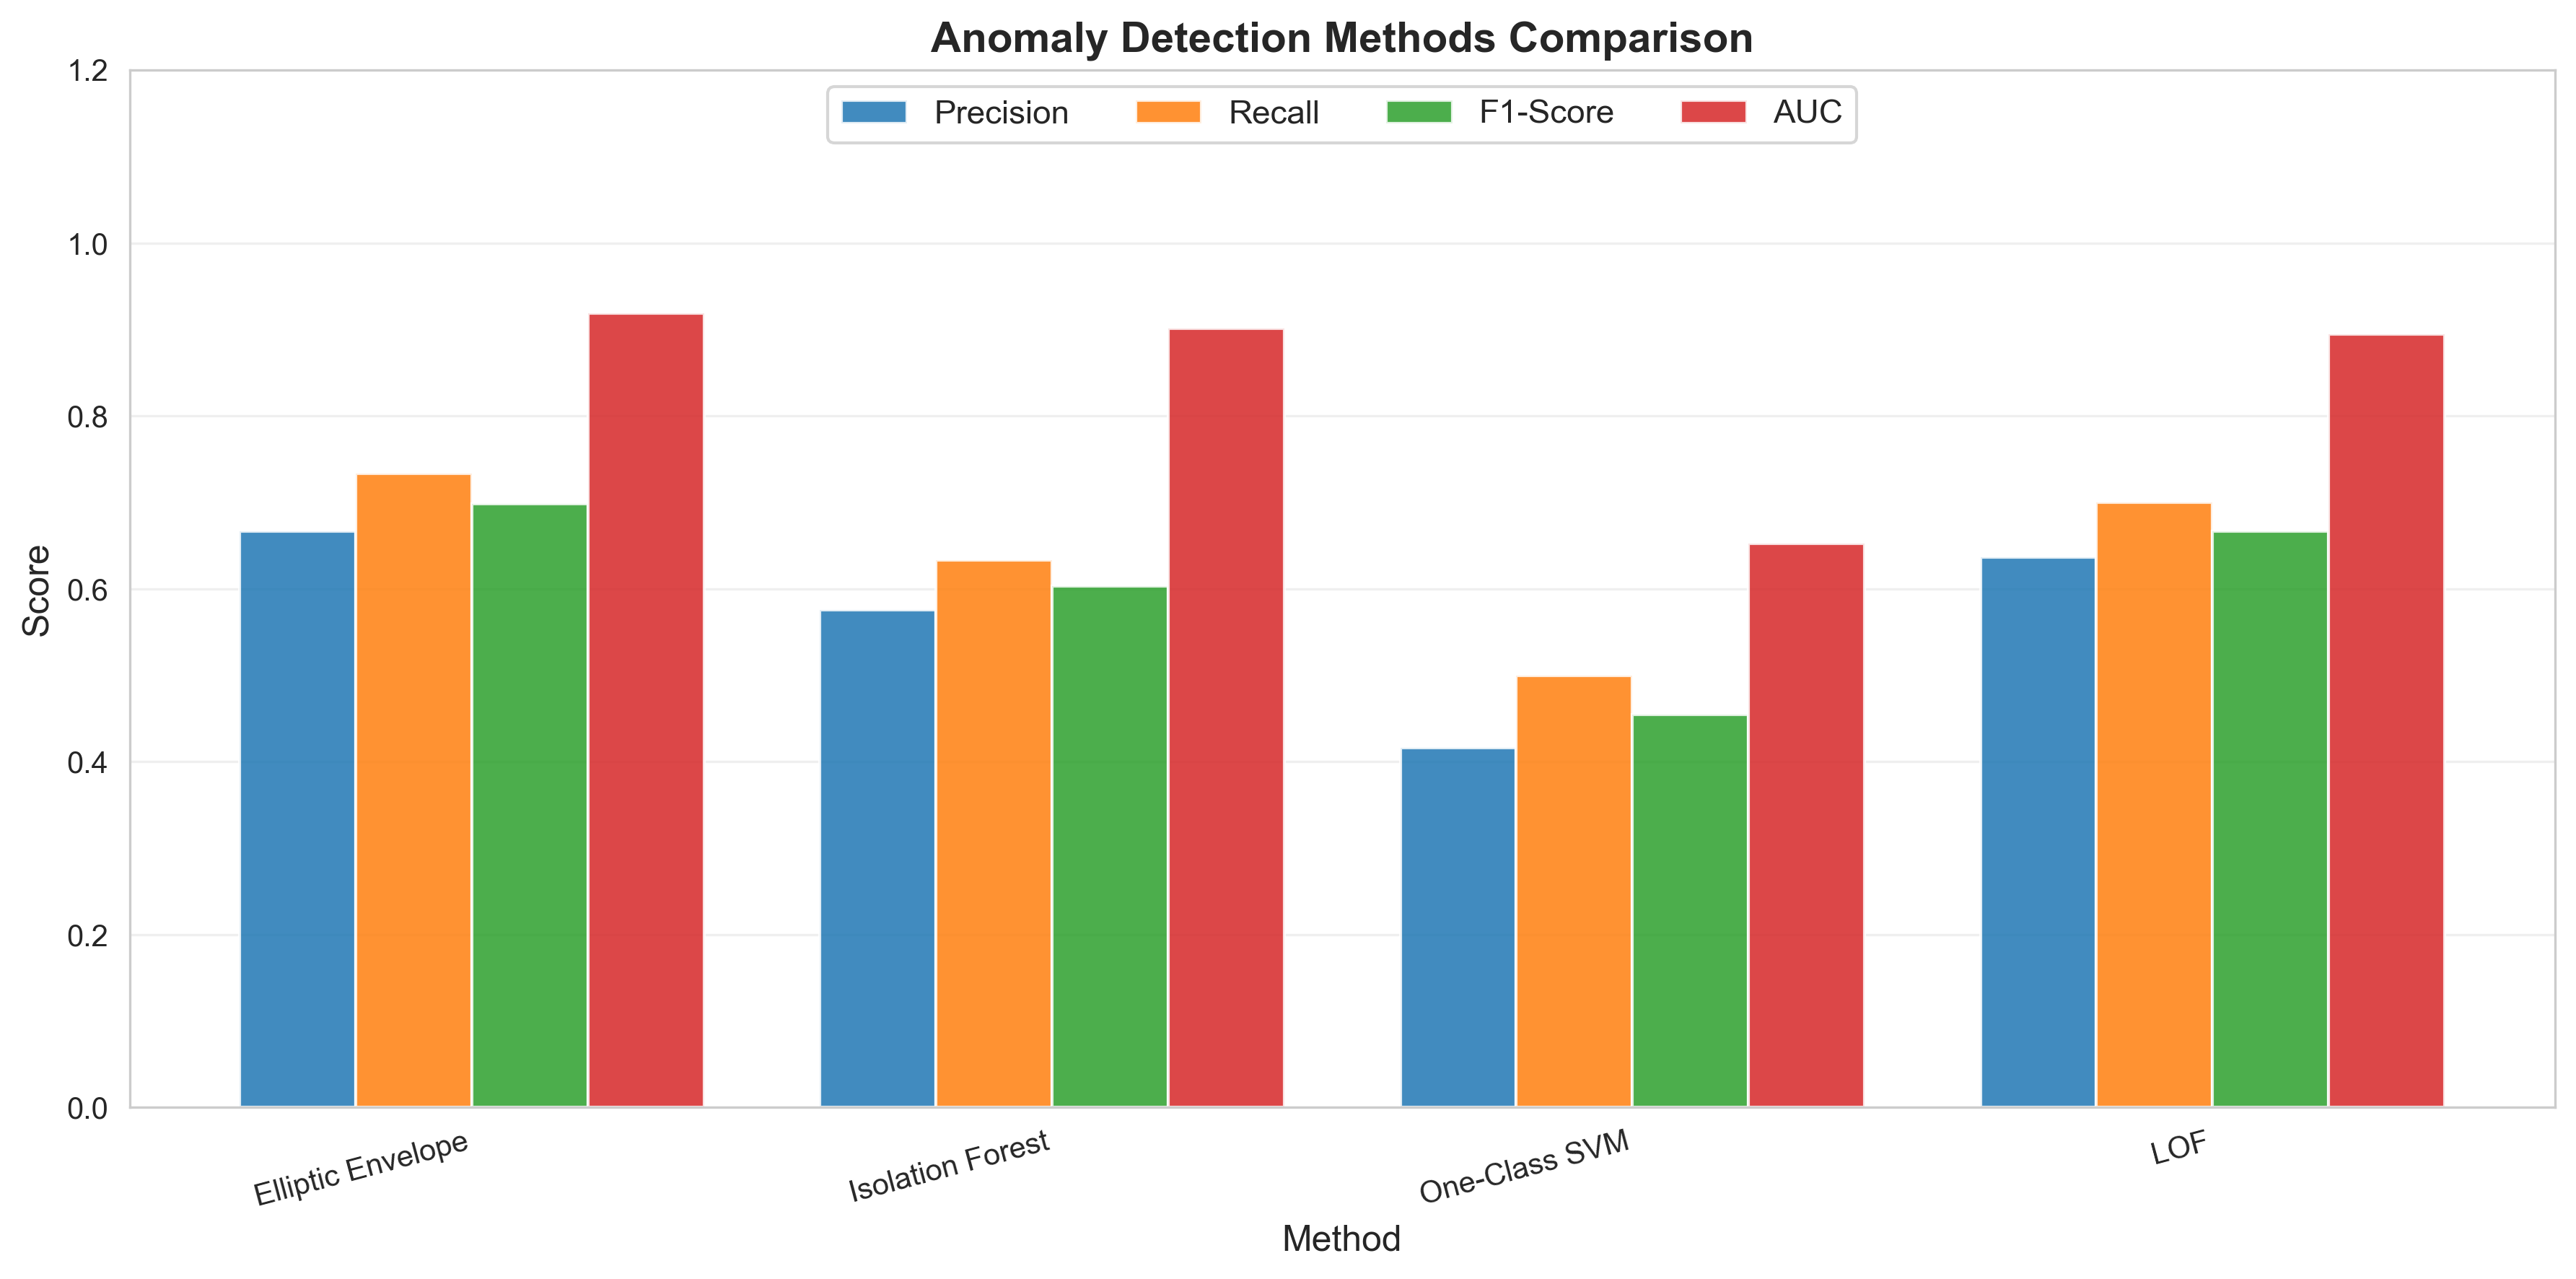 Anomaly Detection Methods Comparison
Precision Recall F1-Score AUC
1.2
1.0
0.8
0.6
0.4
0.2
0.0
Score
Elliptic Envelope
Isolation Forest
One-Class SVM
LOF
Method